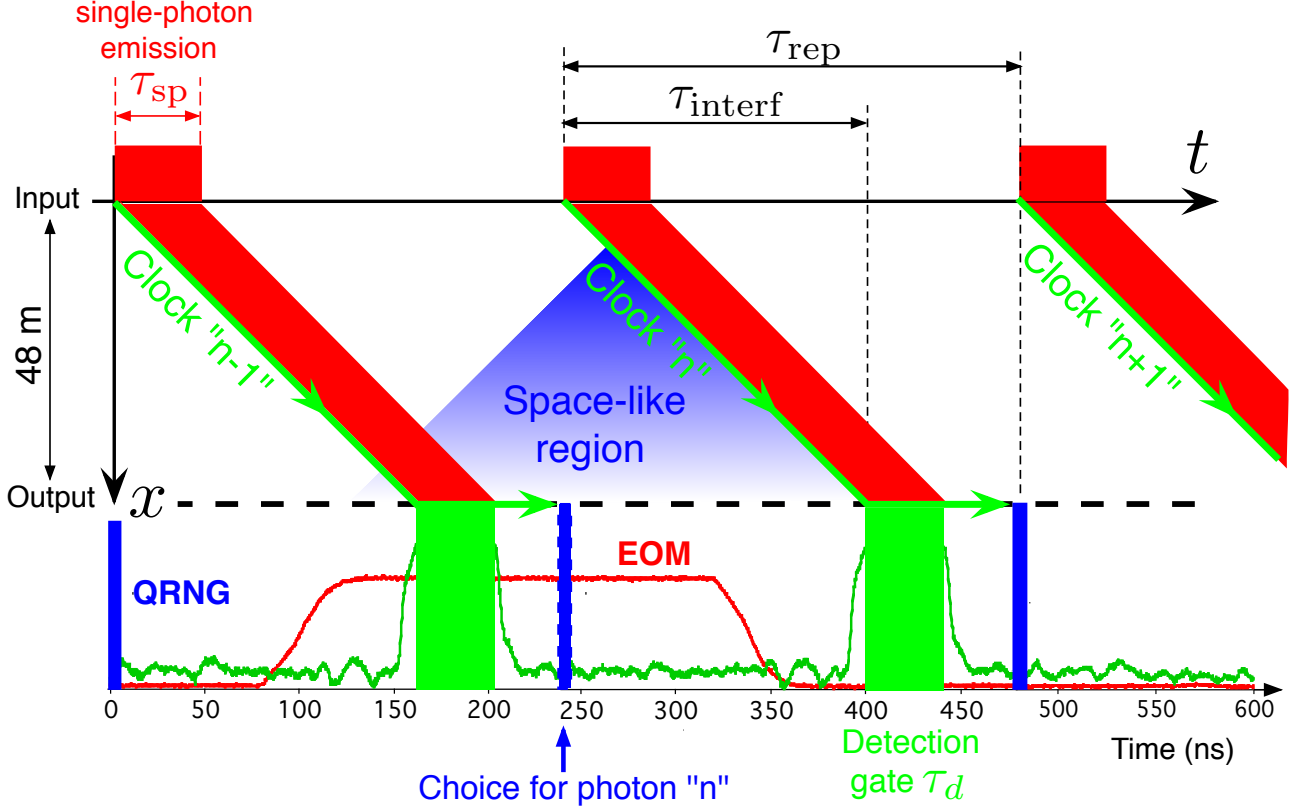 single-photon
emission
τsp
τrep
τinterf
t
Input
48 m
Clock "n-1"
Clock "n"
Clock "n+1"
Space-like
region
Output
x
QRNG
EOM
0 50 100 150 200 250 300 350 400 450 500 550 600
Time (ns)
Choice for photon "n"
Detection
gate τd